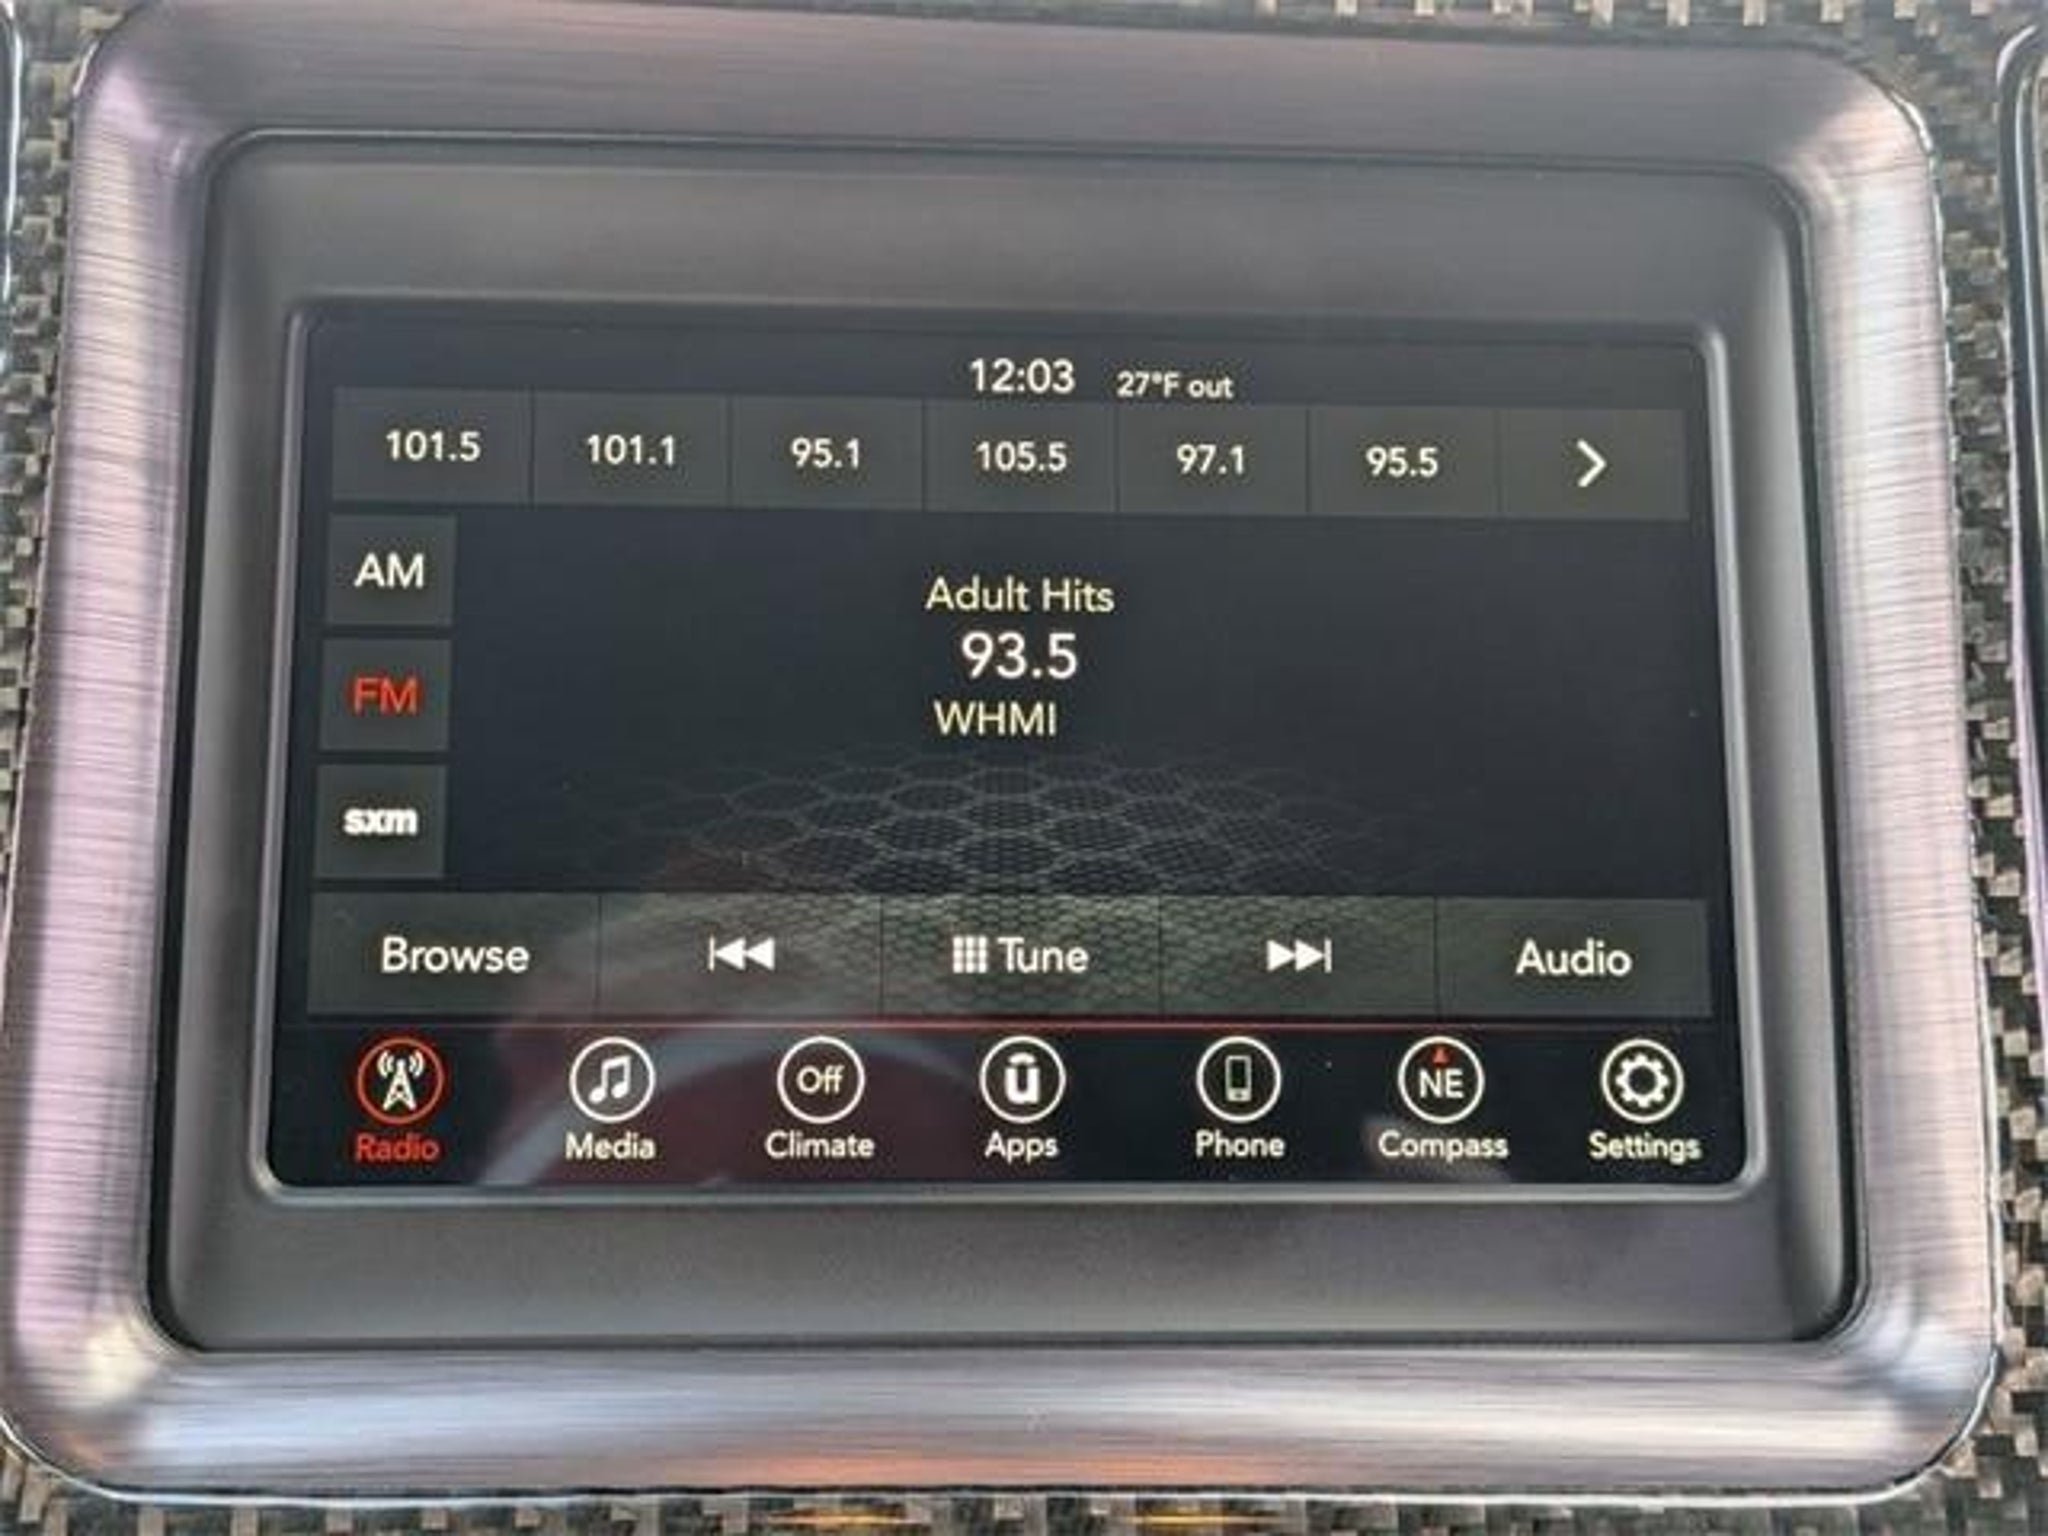 12:03 27°F out
101.5 101.1 95.1 105.5 97.1 95.5
AM
Adult Hits
93.5
FM
WHMI
sxm
Browse Tune Audio
Off û NE
Radio Media Climate Apps Phone Compass Settings